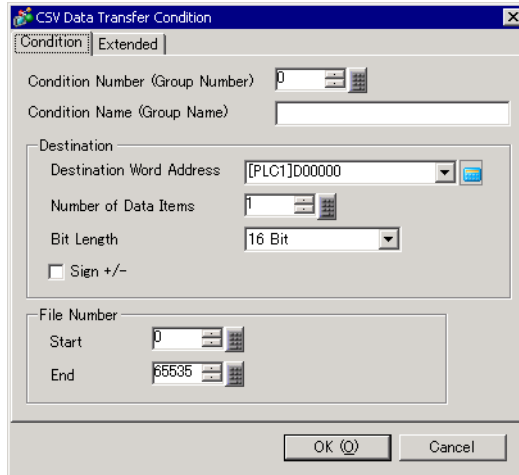 CSV Data Transfer Condition
Condition Extended
Condition Number (Group Number) 0
Condition Name (Group Name)
Destination
Destination Word Address [PLC1]D00000
Number of Data Items 1
Bit Length 16 Bit
Sign +/-
File Number
Start 0
End 65535
OK (O) Cancel